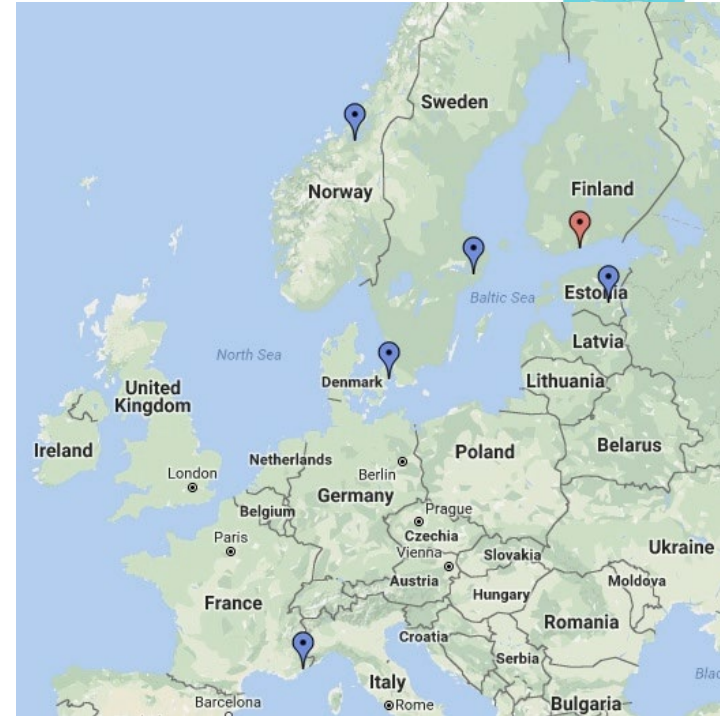 Sweden
Finland
Norway
Estonia
Baltic Sea
North Sea
Latvia
Denmark
Lithuania
United
Kingdom
Belarus
Ireland
Netherlands
Poland
London
Berlin
Germany
Belgium
Prague
Paris
Czechia
Vienna
Slovakia
Ukraine
Austria
Moldova
Hungary
France
Romania
Croatia
Serbia
Italy
Barcelona
Rome
Bulgaria